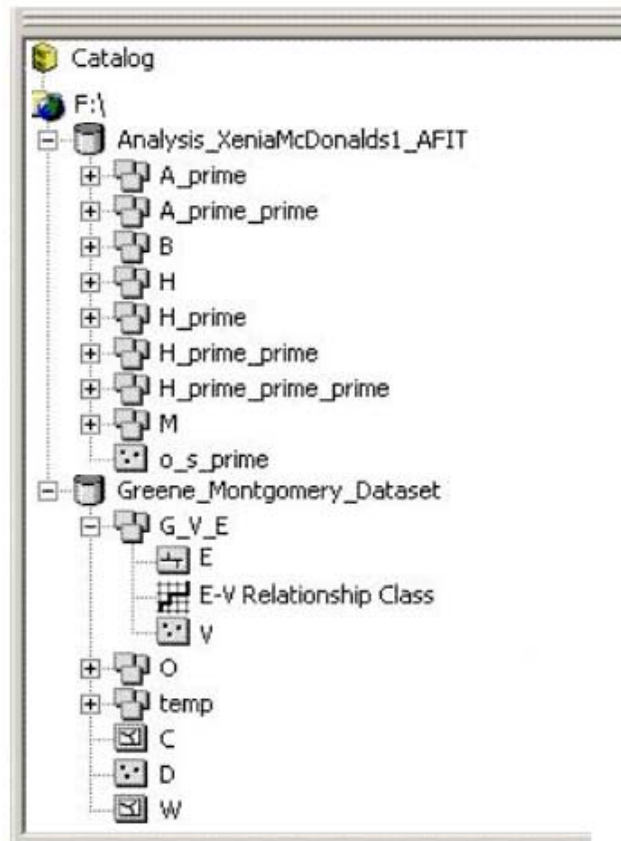 Catalog
F:\
Analysis_XeniaMcDonalds1_AFIT
A_prime
A_prime_prime
B
H
H_prime
H_prime_prime
H_prime_prime_prime
M
o_s_prime
Greene_Montgomery_Dataset
G_V_E
E
E-V Relationship Class
V
O
temp
C
D
W